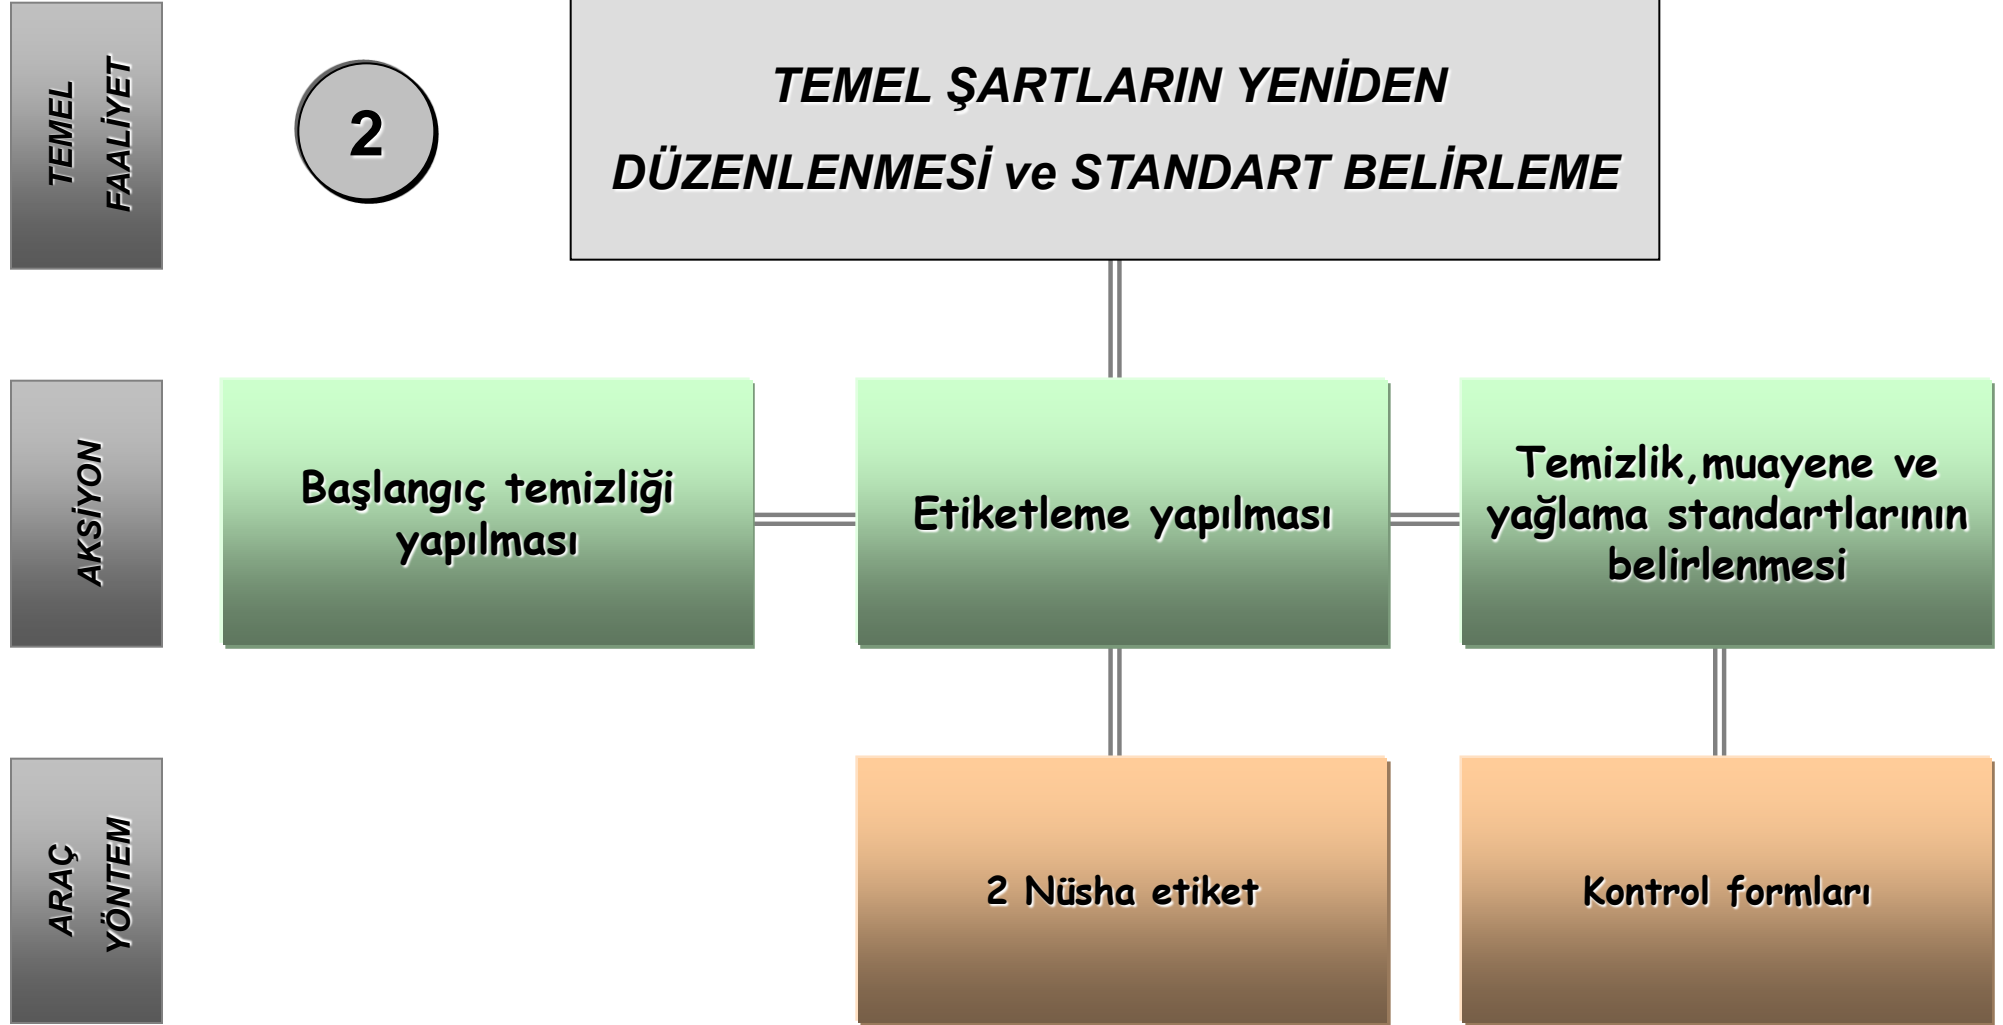 TEMEL
FAALİYET
2
TEMEL ŞARTLARIN YENİDEN
DÜZENLENMESİ ve STANDART BELİRLEME
AKSİYON
Başlangıç temizliği
yapılması
Etiketleme yapılması
Temizlik,muayene ve
yağlama standartlarının
belirlenmesi
ARAÇ
YÖNTEM
2 Nüsha etiket
Kontrol formları